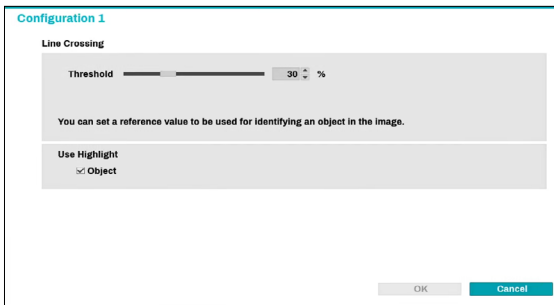 Configuration 1
Line Crossing
Threshold 30 %
You can set a reference value to be used for identifying an object in the image.
Use Highlight
Object
OK Cancel